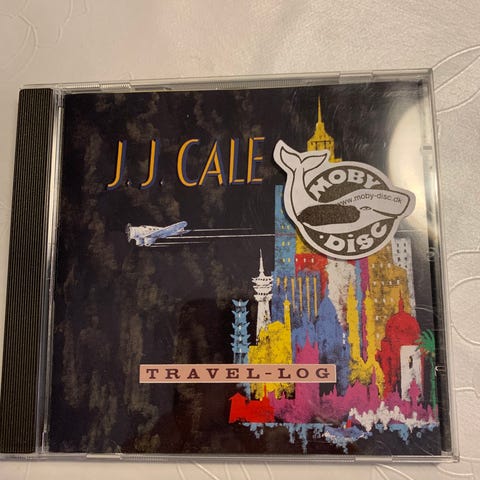 J. J. CALE
MOBY
www.moby-disc.dk
DISC
TRAVEL-LOG